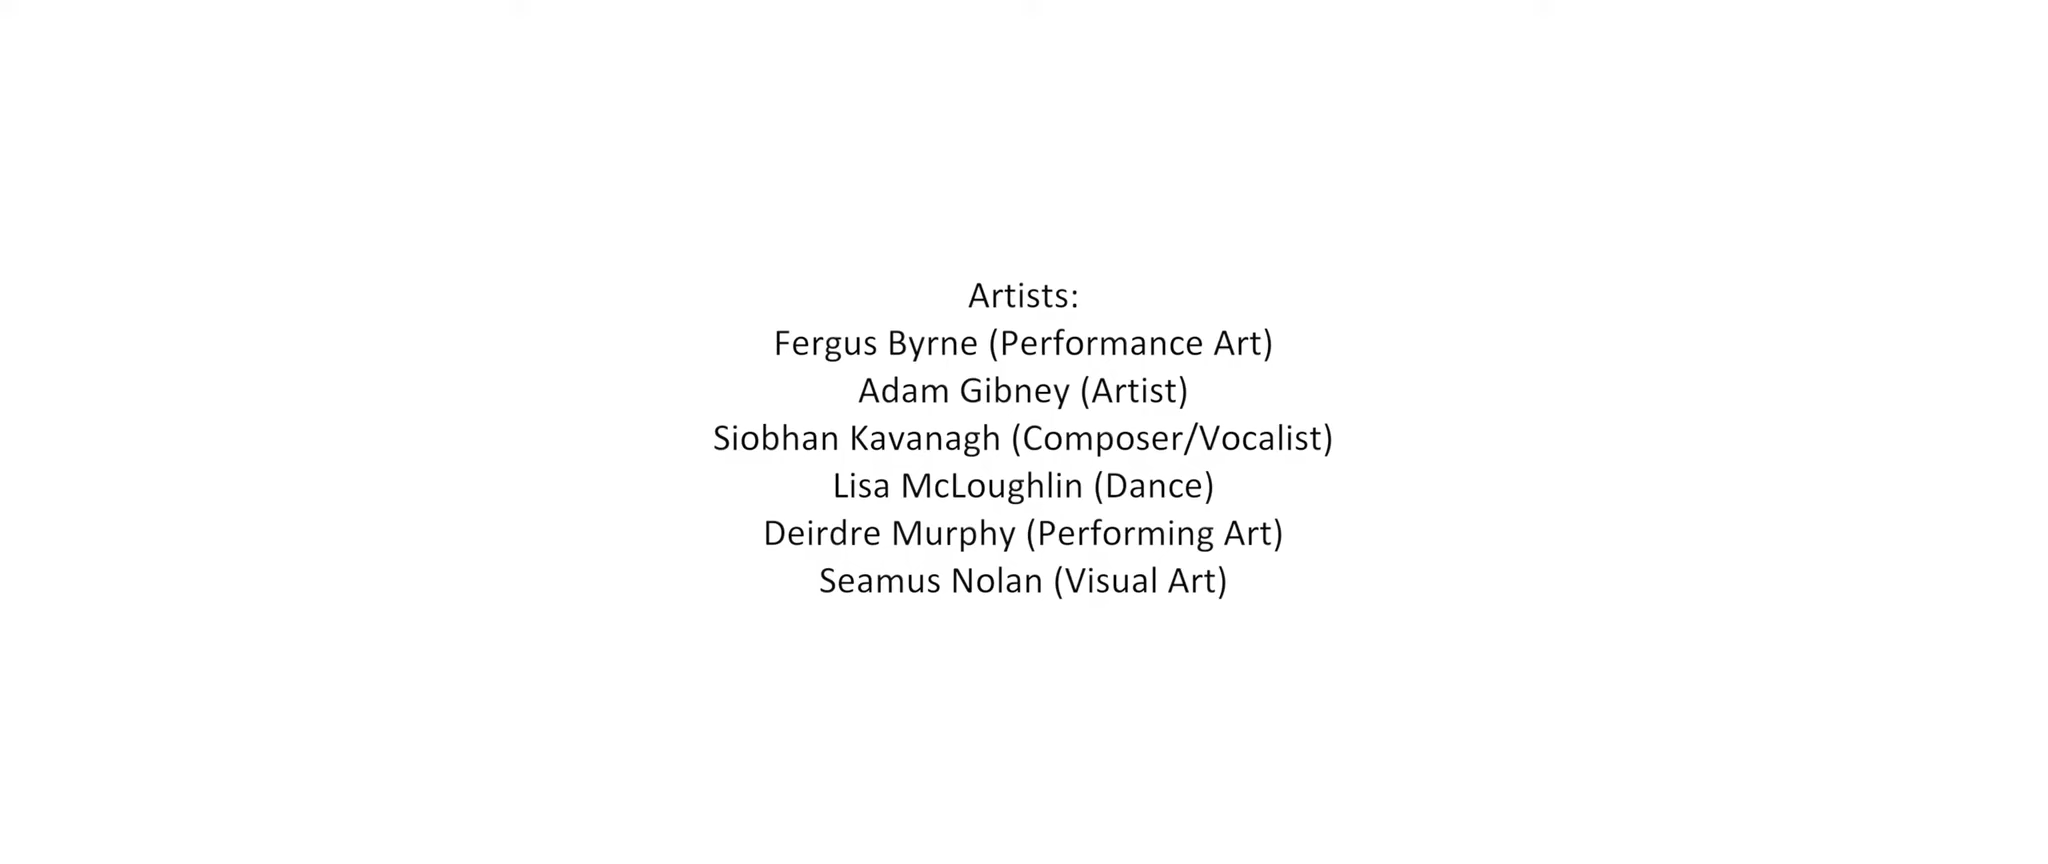 Artists:
Fergus Byrne (Performance Art)
Adam Gibney (Artist)
Siobhan Kavanagh (Composer/Vocalist)
Lisa McLoughlin (Dance)
Deirdre Murphy (Performing Art)
Seamus Nolan (Visual Art)